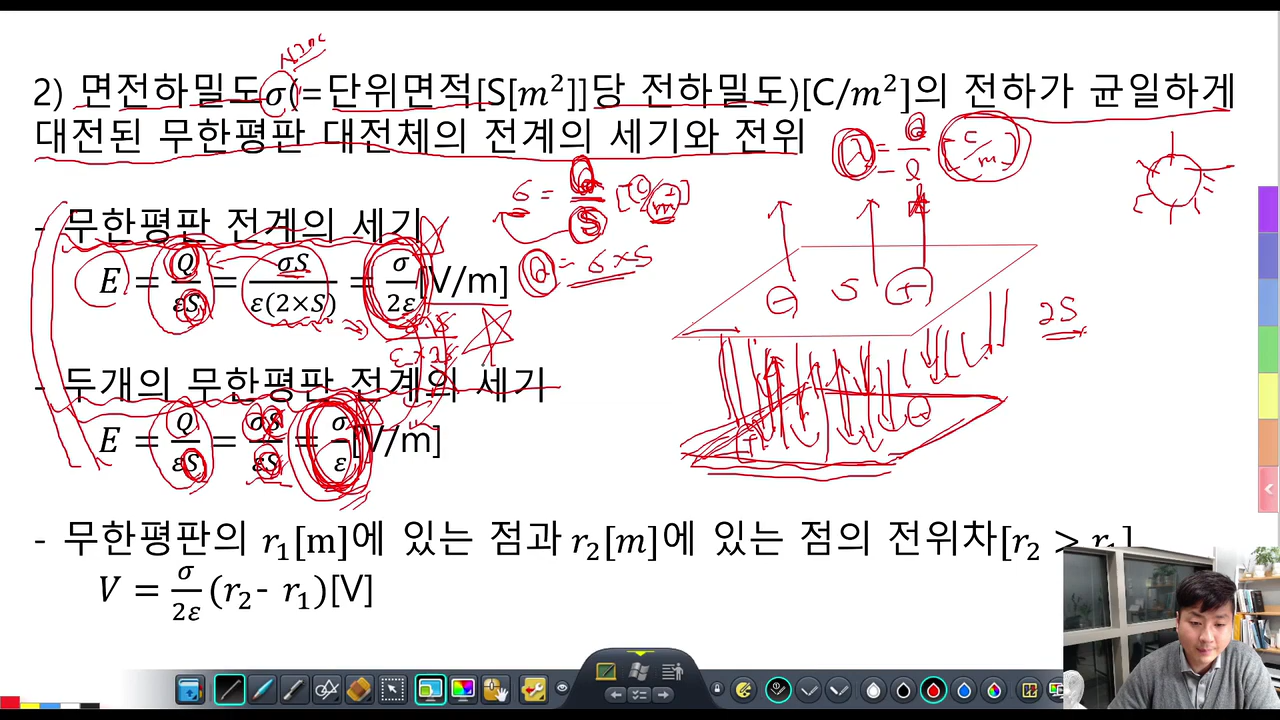 2) 면전하밀도σ(=단위면적[S[m²]]당 전하밀도)[C/m²]의 전하가 균일하게
대전된 무한평판 대전체의 전계의 세기와 전위
λ = Q/l [C/m]
σ = Q/S [C/m²]
- 무한평판 전계의 세기
Q = σ×S
E = Q/εS = σS/ε(2×S) = σ/2ε [V/m]
S
2S
- 두개의 무한평판 전계의 세기
E = Q/εS = σS/εS = σ/ε [V/m]
- 무한평판의 r₁[m]에 있는 점과 r₂[m]에 있는 점의 전위차[r₂ > r₁]
V = σ/2ε (r₂- r₁)[V]